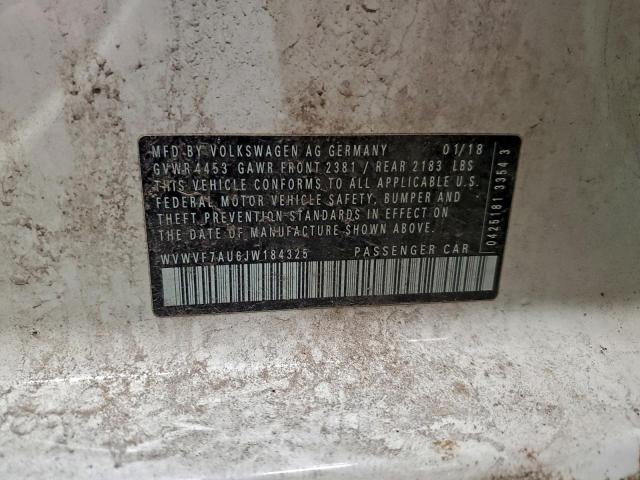 MFD BY VOLKSWAGEN AG GERMANY 01/18
GVWR 4453 GAWR FRONT 2381 / REAR 2183 LBS
THIS VEHICLE CONFORMS TO ALL APPLICABLE U.S.
FEDERAL MOTOR VEHICLE SAFETY, BUMPER AND
THEFT PREVENTION STANDARDS IN EFFECT ON
THE DATE OF MANUFACTURE SHOWN ABOVE
WVWVF7AU6JW184325 PASSENGER CAR
0425181 3354 3